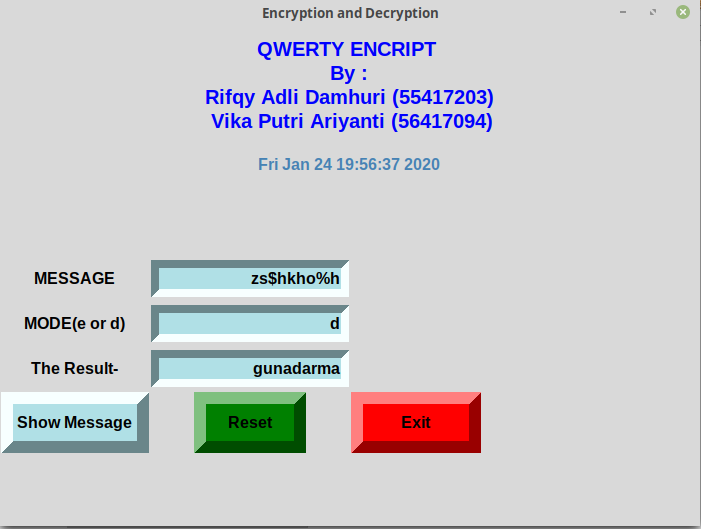 Encryption and Decryption
QWERTY ENCRIPT
By :
Rifqy Adli Damhuri (55417203)
Vika Putri Ariyanti (56417094)
Fri Jan 24 19:56:37 2020
MESSAGE zs$hkho%h
MODE(e or d) d
The Result- gunadarma
Show Message Reset Exit